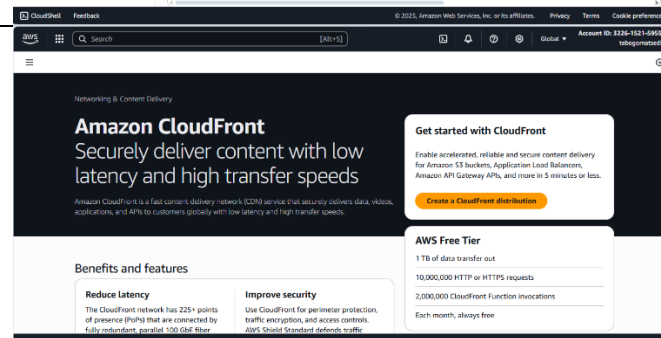 CloudShell Feedback © 2025, Amazon Web Services, Inc. or its affiliates. Privacy Terms Cookie preference
aws Search [Alt+S] Global Account ID: 3226-1521-5955
tebogomatsed
Networking & Content Delivery
Amazon CloudFront
Securely deliver content with low
latency and high transfer speeds
Amazon CloudFront is a fast content delivery network (CDN) service that securely delivers data, videos,
applications, and APIs to customers globally with low latency and high transfer speeds.
Get started with CloudFront
Enable accelerated, reliable and secure content delivery
for Amazon S3 buckets, Application Load Balancers,
Amazon API Gateway APIs, and more in 5 minutes or less.
Create a CloudFront distribution
AWS Free Tier
1 TB of data transfer out
10,000,000 HTTP or HTTPS requests
2,000,000 CloudFront Function invocations
Each month, always free
Benefits and features
Reduce latency
The CloudFront network has 225+ points
of presence (PoPs) that are connected by
fully redundant, parallel 100 GbE fiber
Improve security
Use CloudFront for perimeter protection,
traffic encryption, and access controls.
AWS Shield Standard defends traffic